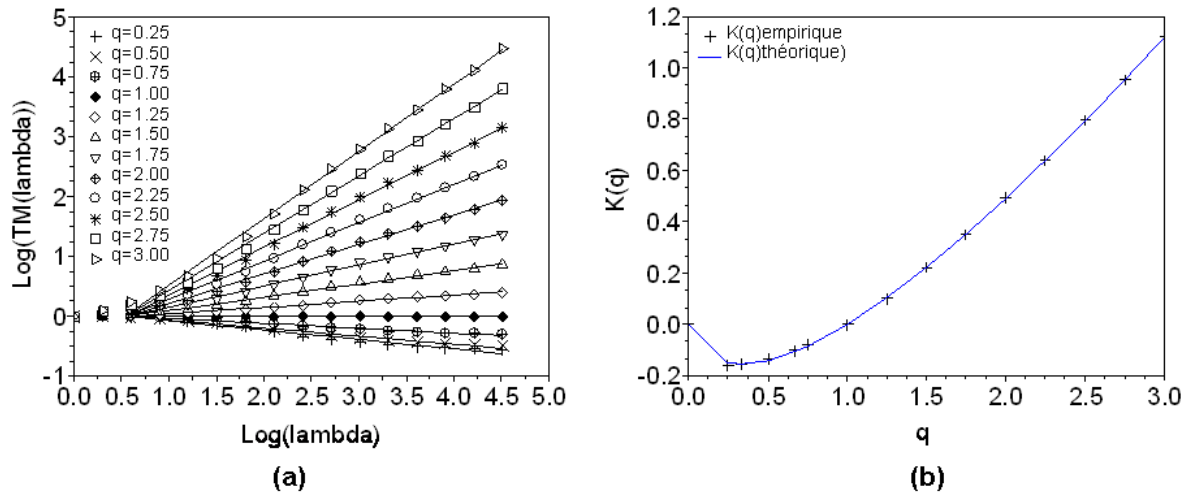 q=0.25
q=0.50
q=0.75
q=1.00
q=1.25
q=1.50
q=1.75
q=2.00
q=2.25
q=2.50
q=2.75
q=3.00
5
4
3
2
1
0
-1
Log(TM(lambda))
0.0 0.5 1.0 1.5 2.0 2.5 3.0 3.5 4.0 4.5 5.0
Log(lambda)
(a)
K(q)empirique
K(q)théorique)
1.2
1.0
0.8
0.6
0.4
0.2
0.0
-0.2
K(q)
0.0 0.5 1.0 1.5 2.0 2.5 3.0
q
(b)